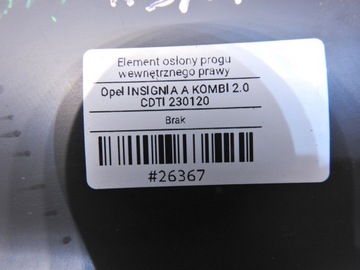 Element osłony progu
wewnętrznego prawy
Opel INSIGNIA A KOMBI 2.0
CDTI 230120
Brak
#26367